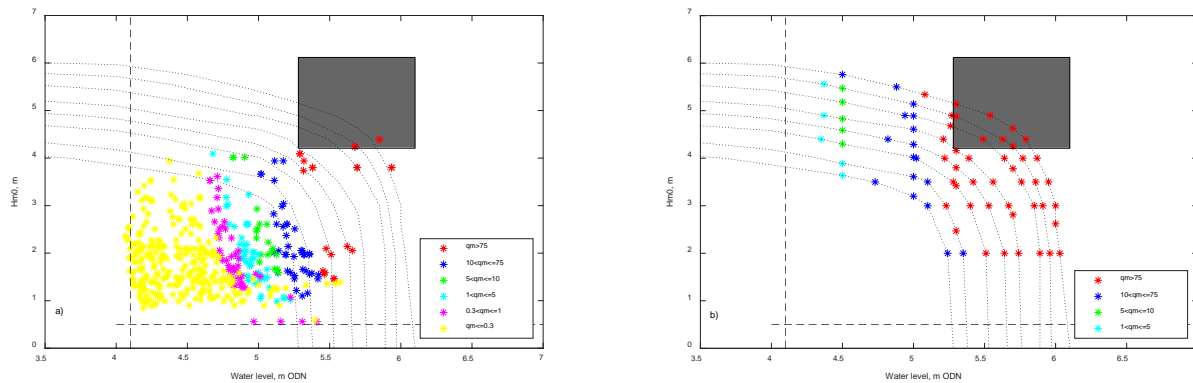 7
6
5
4
3
2
1
0
Hm0, m
a)
qm>75
10<qm<=75
5<qm<=10
1<qm<=5
0.3<qm<=1
qm<=0.3
3.5 4 4.5 5 5.5 6 6.5 7
Water level, m ODN
7
6
5
4
3
2
1
0
Hm0, m
b)
qm>75
10<qm<=75
5<qm<=10
1<qm<=5
3.5 4 4.5 5 5.5 6 6.5 7
Water level, m ODN